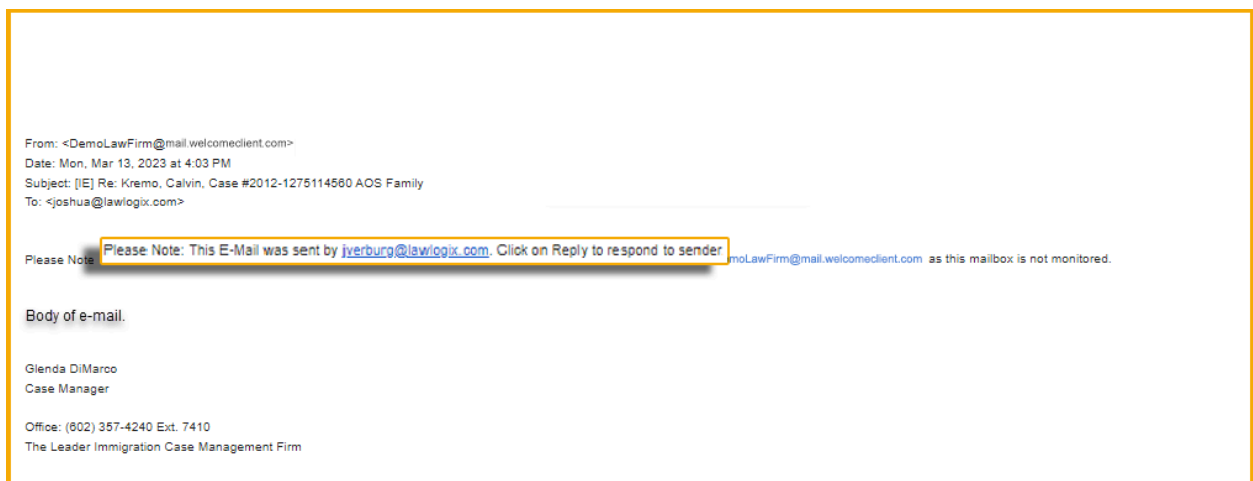 From: <DemoLawFirm@mail.welcomeclient.com>
Date: Mon, Mar 13, 2023 at 4:03 PM
Subject: [IE] Re: Kremo, Calvin, Case #2012-1275114560 AOS Family
To: <joshua@lawlogix.com>
Please Note Please Note: This E-Mail was sent by jverburg@lawlogix.com. Click on Reply to respond to sender moLawFirm@mail.welcomeclient.com as this mailbox is not monitored.
Body of e-mail.
Glenda DiMarco
Case Manager
Office: (602) 357-4240 Ext. 7410
The Leader Immigration Case Management Firm